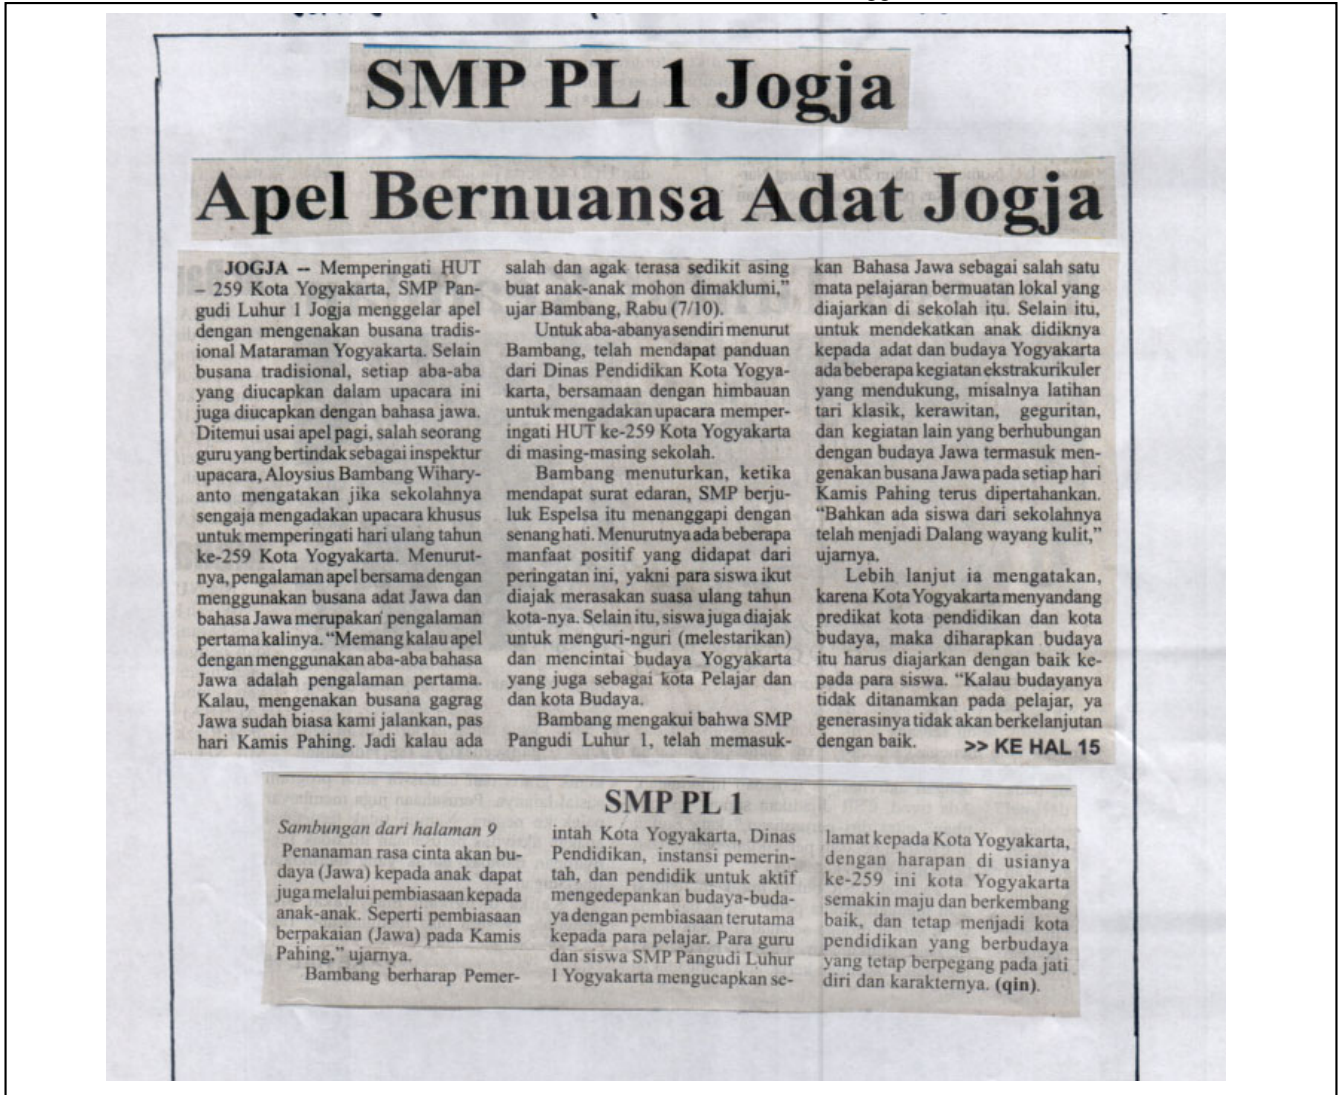 SMP PL 1 Jogja
Apel Bernuansa Adat Jogja
JOGJA -- Memperingati HUT
– 259 Kota Yogyakarta, SMP Pan-
gudi Luhur 1 Jogja menggelar apel
dengan mengenakan busana tradis-
ional Mataraman Yogyakarta. Selain
busana tradisional, setiap aba-aba
yang diucapkan dalam upacara ini
juga diucapkan dengan bahasa jawa.
Ditemui usai apel pagi, salah seorang
guru yang bertindak sebagai inspektur
upacara, Aloysius Bambang Wihary-
anto mengatakan jika sekolahnya
sengaja mengadakan upacara khusus
untuk memperingati hari ulang tahun
ke-259 Kota Yogyakarta. Menurut-
nya, pengalaman apel bersama dengan
menggunakan busana adat Jawa dan
bahasa Jawa merupakan pengalaman
pertama kalinya. “Memang kalau apel
dengan menggunakan aba-aba bahasa
Jawa adalah pengalaman pertama.
Kalau, mengenakan busana gagrag
Jawa sudah biasa kami jalankan, pas
hari Kamis Pahing. Jadi kalau ada
salah dan agak terasa sedikit asing
buat anak-anak mohon dimaklumi,”
ujar Bambang, Rabu (7/10).
Untuk aba-abanya sendiri menurut
Bambang, telah mendapat panduan
dari Dinas Pendidikan Kota Yogya-
karta, bersamaan dengan himbauan
untuk mengadakan upacara memper-
ingati HUT ke-259 Kota Yogyakarta
di masing-masing sekolah.
Bambang menuturkan, ketika
mendapat surat edaran, SMP berju-
luk Espelsa itu menanggapi dengan
senang hati. Menurutnya ada beberapa
manfaat positif yang didapat dari
peringatan ini, yakni para siswa ikut
diajak merasakan suasa ulang tahun
kota-nya. Selain itu, siswa juga diajak
untuk menguri-nguri (melestarikan)
dan mencintai budaya Yogyakarta
yang juga sebagai kota Pelajar dan
dan kota Budaya.
Bambang mengakui bahwa SMP
Pangudi Luhur 1, telah memasuk-
kan Bahasa Jawa sebagai salah satu
mata pelajaran bermuatan lokal yang
diajarkan di sekolah itu. Selain itu,
untuk mendekatkan anak didiknya
kepada adat dan budaya Yogyakarta
ada beberapa kegiatan ekstrakurikuler
yang mendukung, misalnya latihan
tari klasik, kerawitan, geguritan,
dan kegiatan lain yang berhubungan
dengan budaya Jawa termasuk men-
genakan busana Jawa pada setiap hari
Kamis Pahing terus dipertahankan.
“Bahkan ada siswa dari sekolahnya
telah menjadi Dalang wayang kulit,”
ujarnya.
Lebih lanjut ia mengatakan,
karena Kota Yogyakarta menyandang
predikat kota pendidikan dan kota
budaya, maka diharapkan budaya
itu harus diajarkan dengan baik ke-
pada para siswa. “Kalau budayanya
tidak ditanamkan pada pelajar, ya
generasinya tidak akan berkelanjutan
dengan baik. >> KE HAL 15
SMP PL 1
Sambungan dari halaman 9
Penanaman rasa cinta akan bu-
daya (Jawa) kepada anak dapat
juga melalui pembiasaan kepada
anak-anak. Seperti pembiasaan
berpakaian (Jawa) pada Kamis
Pahing,” ujarnya.
Bambang berharap Pemer-
intah Kota Yogyakarta, Dinas
Pendidikan, instansi pemerin-
tah, dan pendidik untuk aktif
mengedepankan budaya-buda-
ya dengan pembiasaan terutama
kepada para pelajar. Para guru
dan siswa SMP Pangudi Luhur
1 Yogyakarta mengucapkan se-
lamat kepada Kota Yogyakarta,
dengan harapan di usianya
ke-259 ini kota Yogyakarta
semakin maju dan berkembang
baik, dan tetap menjadi kota
pendidikan yang berbudaya
yang tetap berpegang pada jati
diri dan karakternya. (qin).